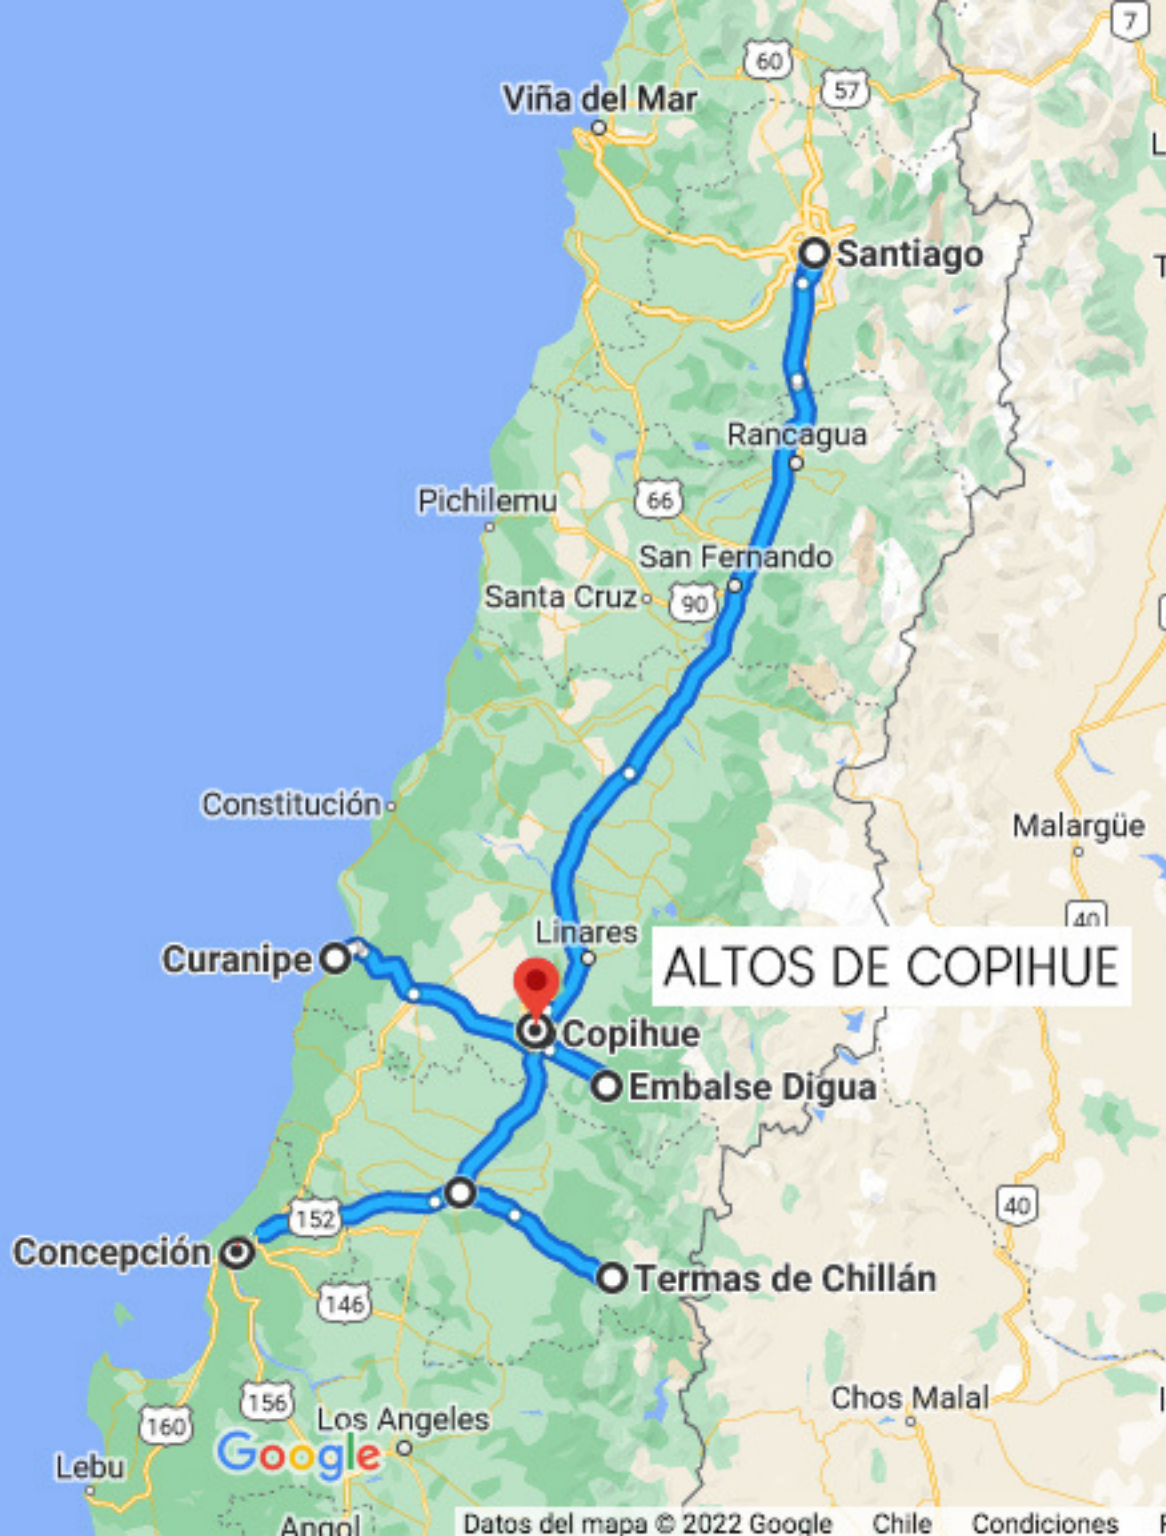 7
60
57
Viña del Mar
Santiago
Rancagua
Pichilemu
66
San Fernando
Santa Cruz
90
Constitución
Malargüe
40
Linares
Curanipe
ALTOS DE COPIHUE
Copihue
Embalse Digua
40
152
Concepción
Termas de Chillán
146
Chos Malal
156
160
Los Angeles
Google
Lebu
Angol
Datos del mapa © 2022 Google Chile Condiciones